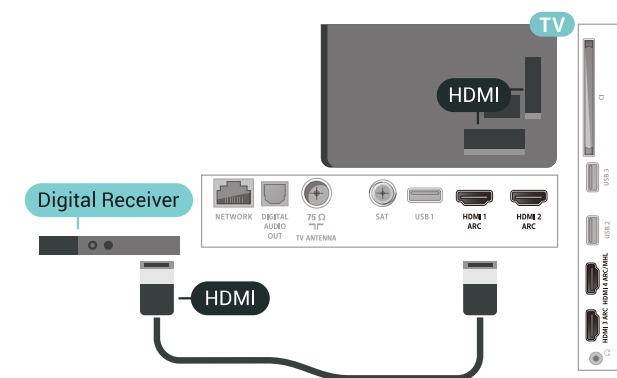 TV
HDMI
CI
USB 3
USB 2
HDMI 4 ARC/MHL
HDMI 3 ARC
Digital Receiver
NETWORK
DIGITAL
AUDIO
OUT
75 Ω
TV ANTENNA
SAT
USB 1
HDMI 1
ARC
HDMI 2
ARC
HDMI